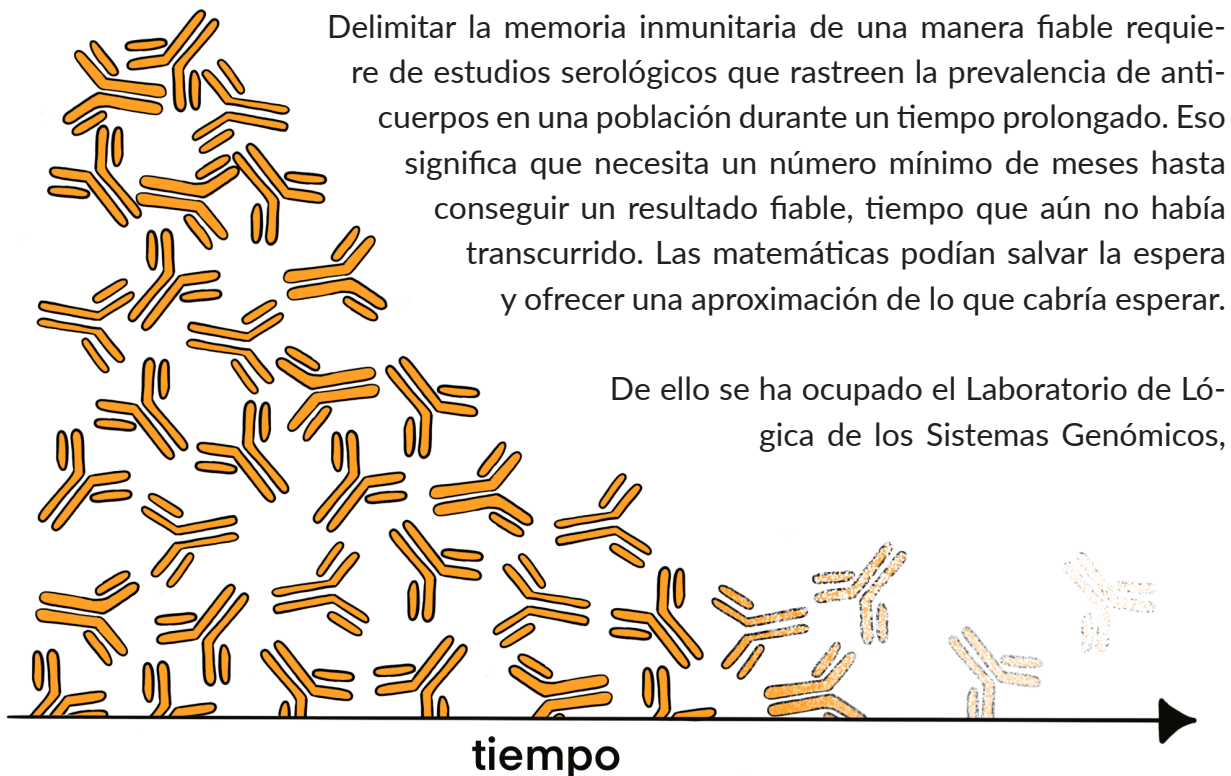 Delimitar la memoria inmunitaria de una manera fiable requie-
re de estudios serológicos que rastreen la prevalencia de anti-
cuerpos en una población durante un tiempo prolongado. Eso
significa que necesita un número mínimo de meses hasta
conseguir un resultado fiable, tiempo que aún no había
transcurrido. Las matemáticas podían salvar la espera
y ofrecer una aproximación de lo que cabría esperar.
De ello se ha ocupado el Laboratorio de Ló-
gica de los Sistemas Genómicos,
tiempo